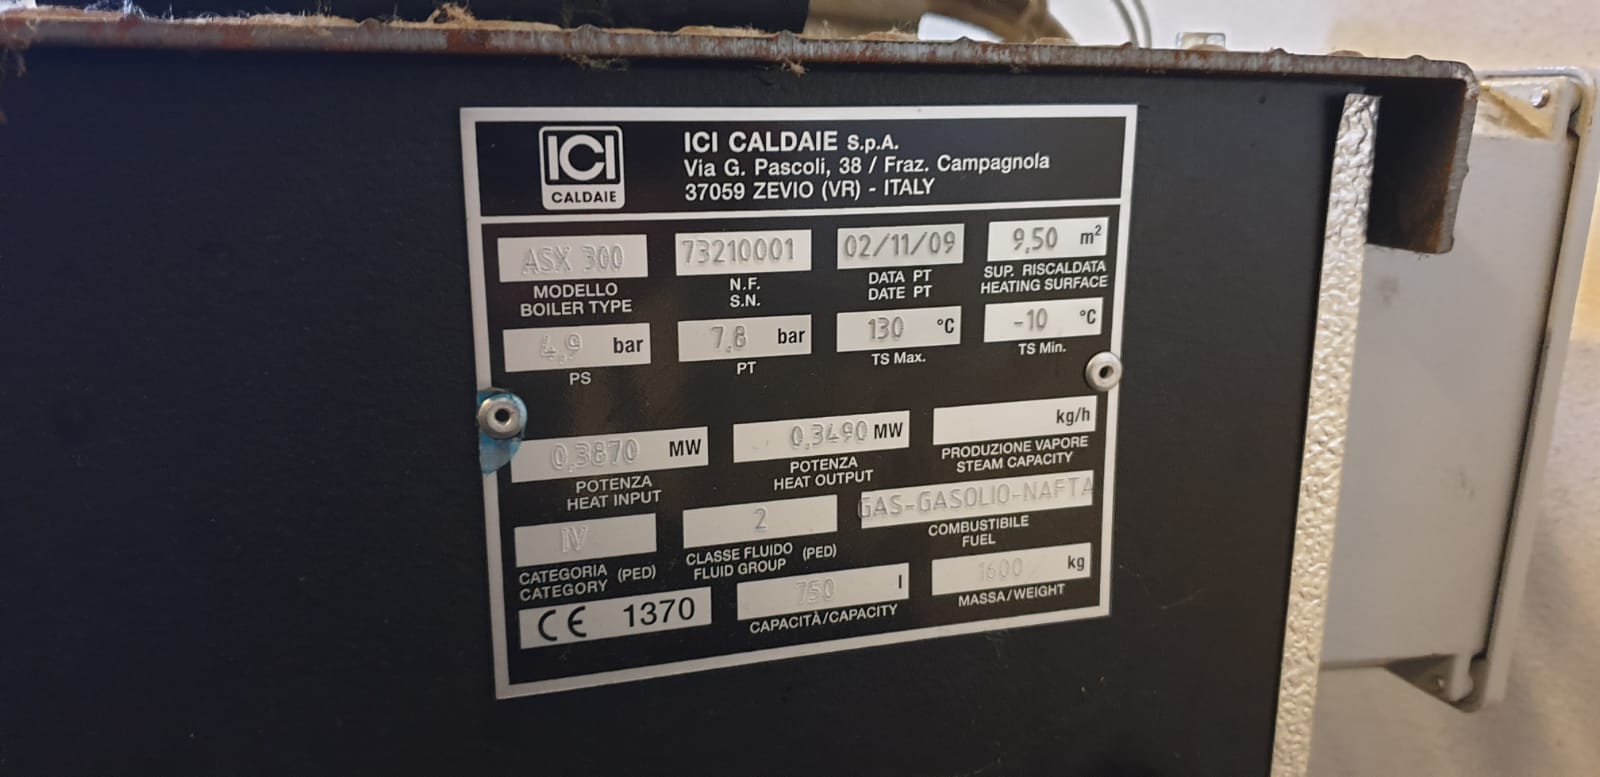 ICI
CALDAIE
ICI CALDAIE S.p.A.
Via G. Pascoli, 38 / Fraz. Campagnola
37059 ZEVIO (VR) - ITALY
ASX 300
MODELLO
BOILER TYPE
73210001
N.F.
S.N.
02/11/09
DATA PT
DATE PT
9,50 m²
SUP. RISCALDATA
HEATING SURFACE
4,9 bar
PS
7,8 bar
PT
130 °C
TS Max.
-10 °C
TS Min.
0,3870 MW
POTENZA
HEAT INPUT
0,3490 MW
POTENZA
HEAT OUTPUT
kg/h
PRODUZIONE VAPORE
STEAM CAPACITY
IV
CATEGORIA (PED)
CATEGORY
2
CLASSE FLUIDO (PED)
FLUID GROUP
GAS-GASOLIO-NAFTA
COMBUSTIBILE
FUEL
CE 1370
750 l
CAPACITÀ/CAPACITY
1600 kg
MASSA/WEIGHT